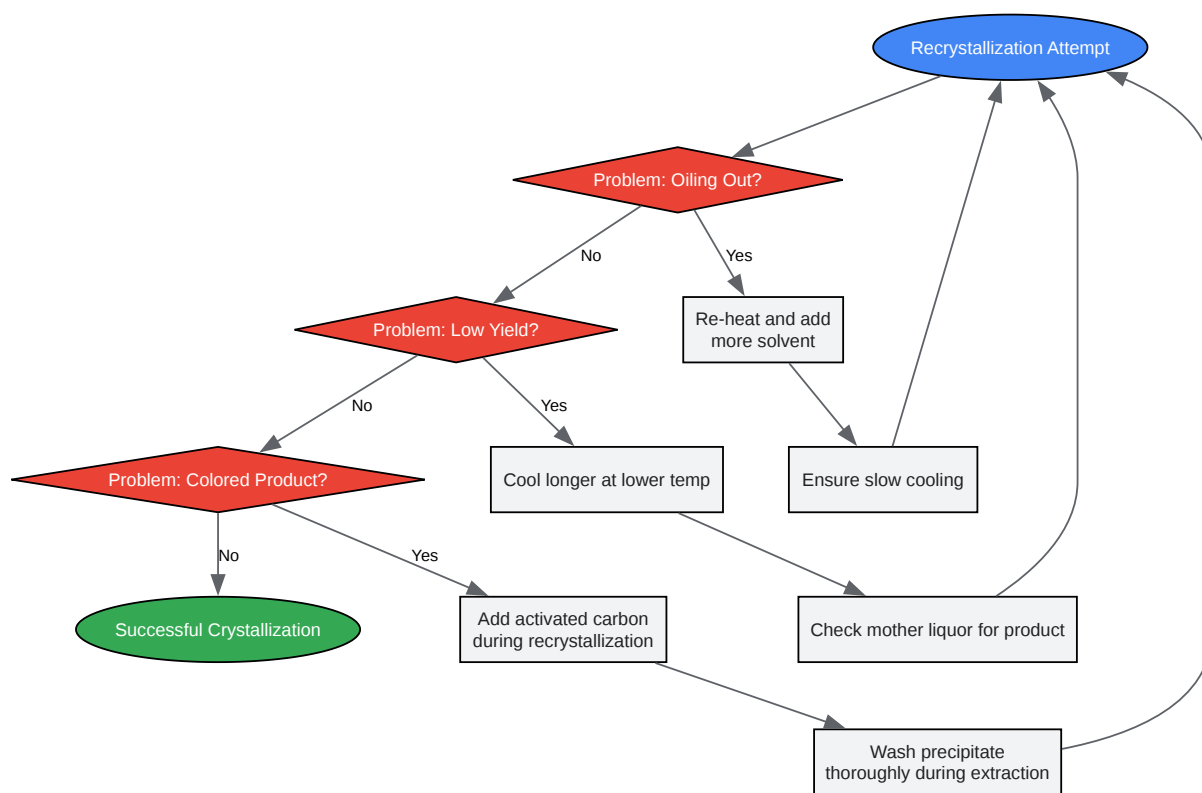 Recrystallization Attempt
Problem: Oiling Out?
No
Yes
Problem: Low Yield?
Re-heat and add
more solvent
No
Yes
Problem: Colored Product?
Cool longer at lower temp
Ensure slow cooling
No
Yes
Successful Crystallization
Add activated carbon
during recrystallization
Check mother liquor for product
Wash precipitate
thoroughly during extraction